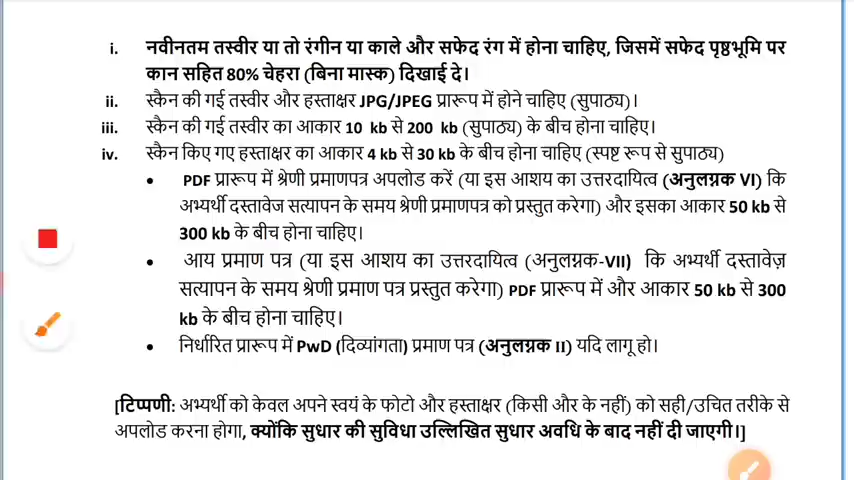 i. नवीनतम तस्वीर या तो रंगीन या काले और सफेद रंग में होना चाहिए, जिसमें सफेद पृष्ठभूमि पर
कान सहित 80% चेहरा (बिना मास्क) दिखाई दे।
ii. स्कैन की गई तस्वीर और हस्ताक्षर JPG/JPEG प्रारूप में होने चाहिए (सुपाठ्य)।
iii. स्कैन की गई तस्वीर का आकार 10 kb से 200 kb (सुपाठ्य) के बीच होना चाहिए।
iv. स्कैन किए गए हस्ताक्षर का आकार 4 kb से 30 kb के बीच होना चाहिए (स्पष्ट रूप से सुपाठ्य)
• PDF प्रारूप में श्रेणी प्रमाणपत्र अपलोड करें (या इस आशय का उत्तरदायित्व (अनुलग्नक VI) कि
अभ्यर्थी दस्तावेज सत्यापन के समय श्रेणी प्रमाणपत्र को प्रस्तुत करेगा) और इसका आकार 50 kb से
300 kb के बीच होना चाहिए।
• आय प्रमाण पत्र (या इस आशय का उत्तरदायित्व (अनुलग्नक-VII) कि अभ्यर्थी दस्तावेज़
सत्यापन के समय श्रेणी प्रमाण पत्र प्रस्तुत करेगा) PDF प्रारूप में और आकार 50 kb से 300
kb के बीच होना चाहिए।
• निर्धारित प्रारूप में PwD (दिव्यांगता) प्रमाण पत्र (अनुलग्नक II) यदि लागू हो।
[टिप्पणी: अभ्यर्थी को केवल अपने स्वयं के फोटो और हस्ताक्षर (किसी और के नहीं) को सही/उचित तरीके से
अपलोड करना होगा, क्योंकि सुधार की सुविधा उल्लिखित सुधार अवधि के बाद नहीं दी जाएगी।]